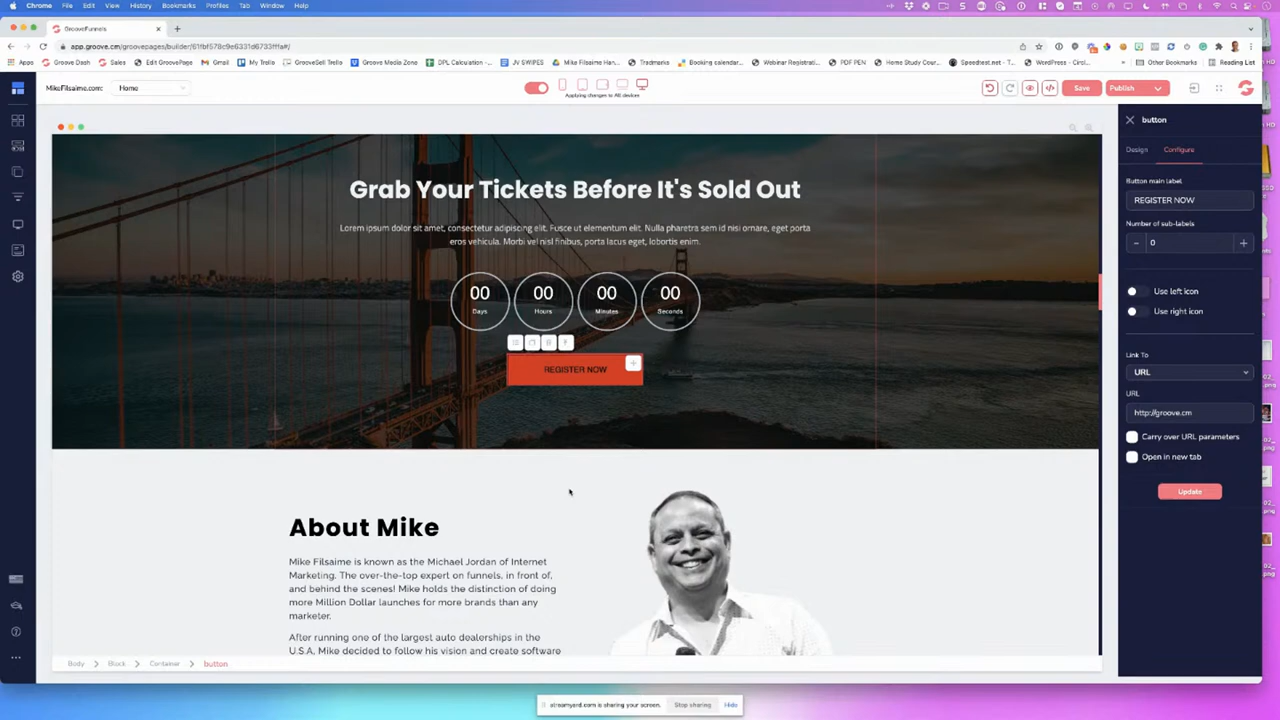 Chrome File Edit View History Bookmarks Profiles Tab Window Help
GrooveFunnels
app.groove.cm/groovepages/builder/61fbf578c9e6331d6733fffa#/
Apps Groove Dash Sales Edit GroovePage Gmail My Trello GrooveSell Trello Groove Media Zone DPL Calculation -... JV SWIPES Mike Filsaime Han... Tradmarks Booking calendar... Webinar Registrati... PDF PEN Home Study Cour... Speedtest.net - T... WordPress - Circl... Other Bookmarks Reading List
MikeFilsaime.com: Home
Applying changes to All devices
Save
Publish
Grab Your Tickets Before It's Sold Out
Lorem ipsum dolor sit amet, consectetur adipiscing elit. Fusce ut elementum elit. Nulla pharetra sem id nisi ornare, eget porta
eros vehicula. Morbi vel nisl finibus, porta lacus eget, lobortis enim.
00 00 00 00
Days Hours Minutes Seconds
REGISTER NOW
About Mike
Mike Filsaime is known as the Michael Jordan of Internet
Marketing. The over-the-top expert on funnels, in front of,
and behind the scenes! Mike holds the distinction of doing
more Million Dollar launches for more brands than any
marketer.
After running one of the largest auto dealerships in the
U.S.A, Mike decided to follow his vision and create software
Body Block Container button
button
Design Configure
Button main label
REGISTER NOW
Number of sub-labels
− 0 +
Use left icon
Use right icon
Link To
URL
URL
http://groove.cm
Carry over URL parameters
Open in new tab
Update
streamyard.com is sharing your screen. Stop sharing Hide